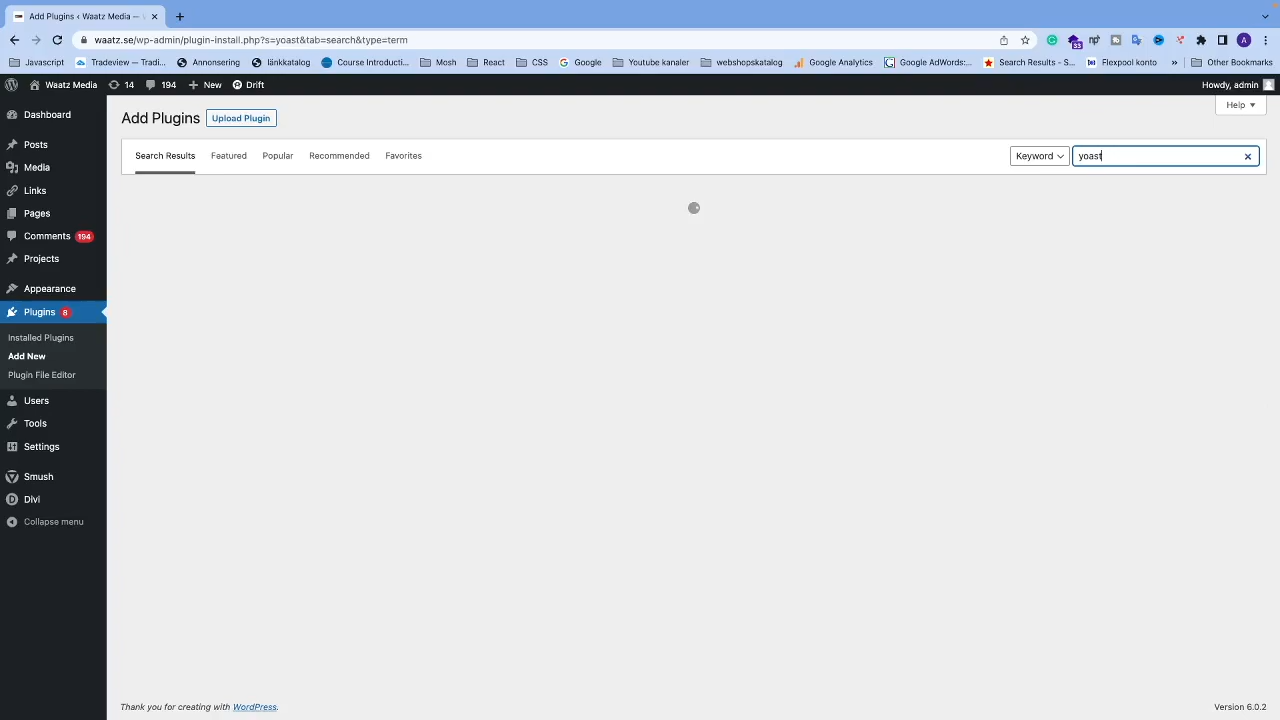 Add Plugins ‹ Waatz Media — W
waatz.se/wp-admin/plugin-install.php?s=yoast&tab=search&type=term
Javascript Tradeview – Tradi... Annonsering länkkatalog Course Introducti... Mosh React CSS Google Youtube kanaler webshopskatalog Google Analytics Google AdWords:... Search Results - S... Flexpool konto » Other Bookmarks
Waatz Media 14 194 + New Drift Howdy, admin
Help ▼
Add Plugins Upload Plugin
Search Results Featured Popular Recommended Favorites Keyword yoast
Dashboard
Posts
Media
Links
Pages
Comments 194
Projects
Appearance
Plugins 8
Installed Plugins
Add New
Plugin File Editor
Users
Tools
Settings
Smush
Divi
Collapse menu
Thank you for creating with WordPress. Version 6.0.2